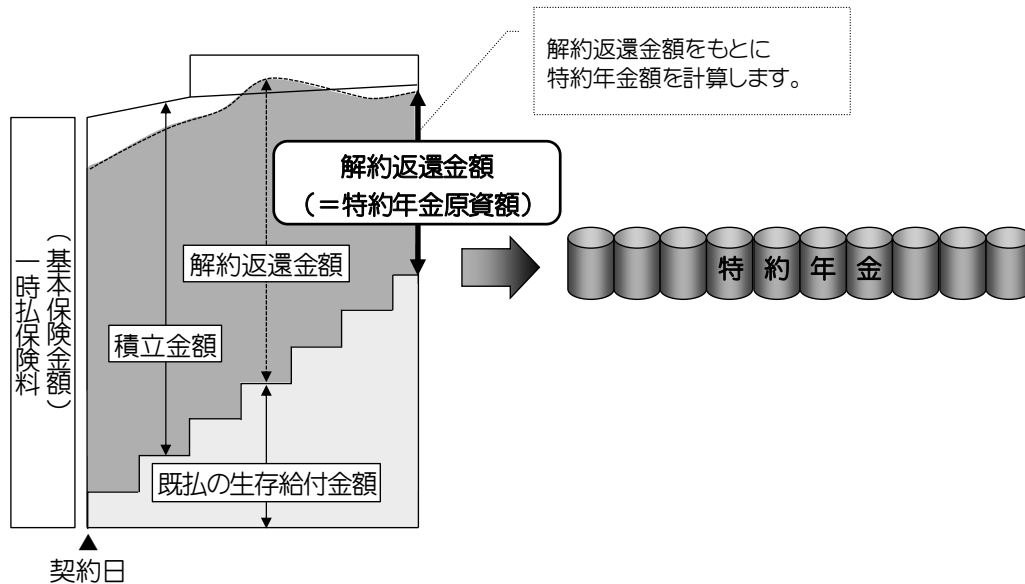 解約返還金額をもとに
特約年金額を計算します。
解約返還金額
（＝特約年金原資額）
解約返還金額
特約年金
積立金額
一時払保険料
（基本保険金額）
既払の生存給付金額
▲
契約日